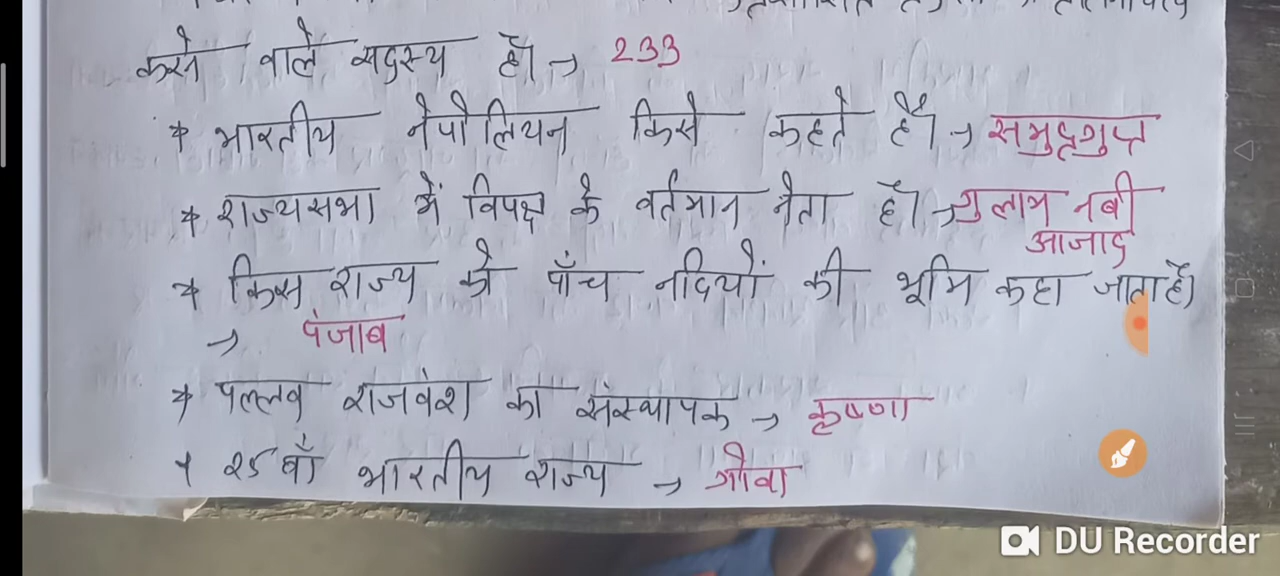 करने वाले सदस्य हैं। → 233
* भारतीय नेपोलियन किसे कहते हैं। → समुद्रगुप्त
* राज्यसभा में विपक्ष के वर्तमान नेता हैं। → गुलाम नबी
आजाद
* किस राज्य को पाँच नदियों की भूमि कहा जाता है।
→ पंजाब
* पल्लव राजवंश का संस्थापक → कृष्णा
* 25 वाँ भारतीय राज्य → गोवा
DU Recorder